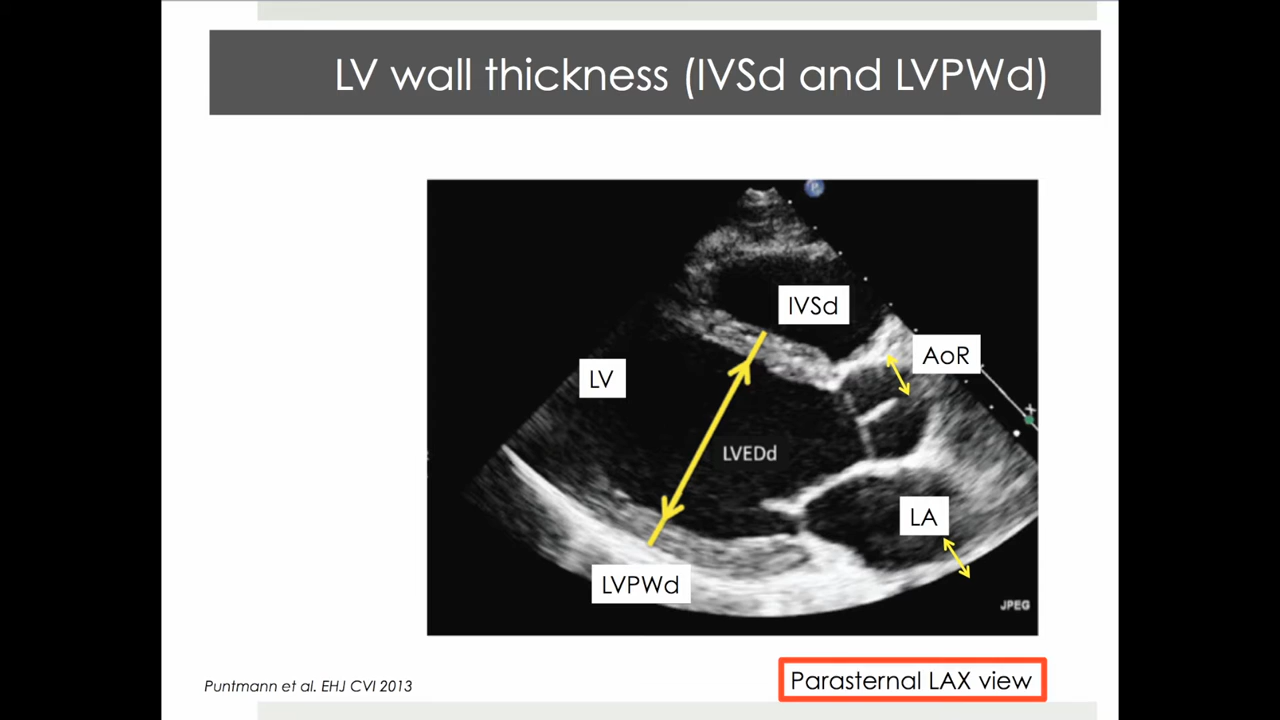 LV wall thickness (IVSd and LVPWd)
P
IVSd
AoR
LV
LVEDd
LA
LVPWd
JPEG
Parasternal LAX view
Puntmann et al. EHJ CVI 2013